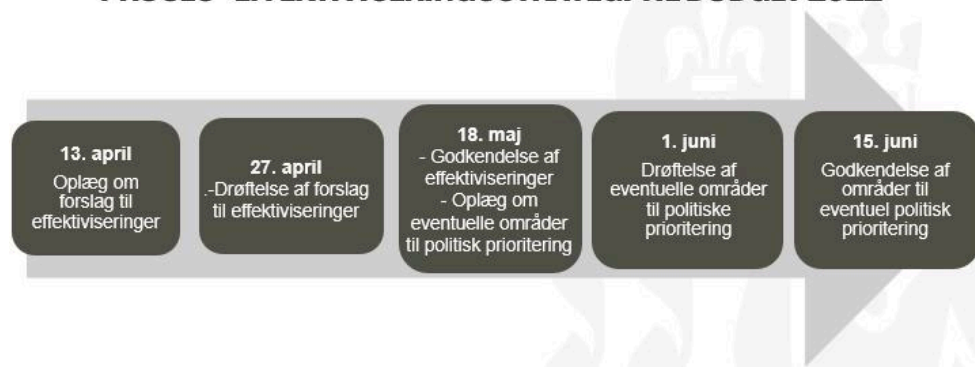 13. april
Oplæg om
forslag til
effektiviseringer
27. april
.-Drøftelse af forslag
til effektiviseringer
18. maj
- Godkendelse af
effektiviseringer
- Oplæg om
eventuelle områder
til politisk prioritering
1. juni
Drøftelse af
eventuelle områder
til politiske
prioritering
15. juni
Godkendelse af
områder til
eventuel politisk
prioritering